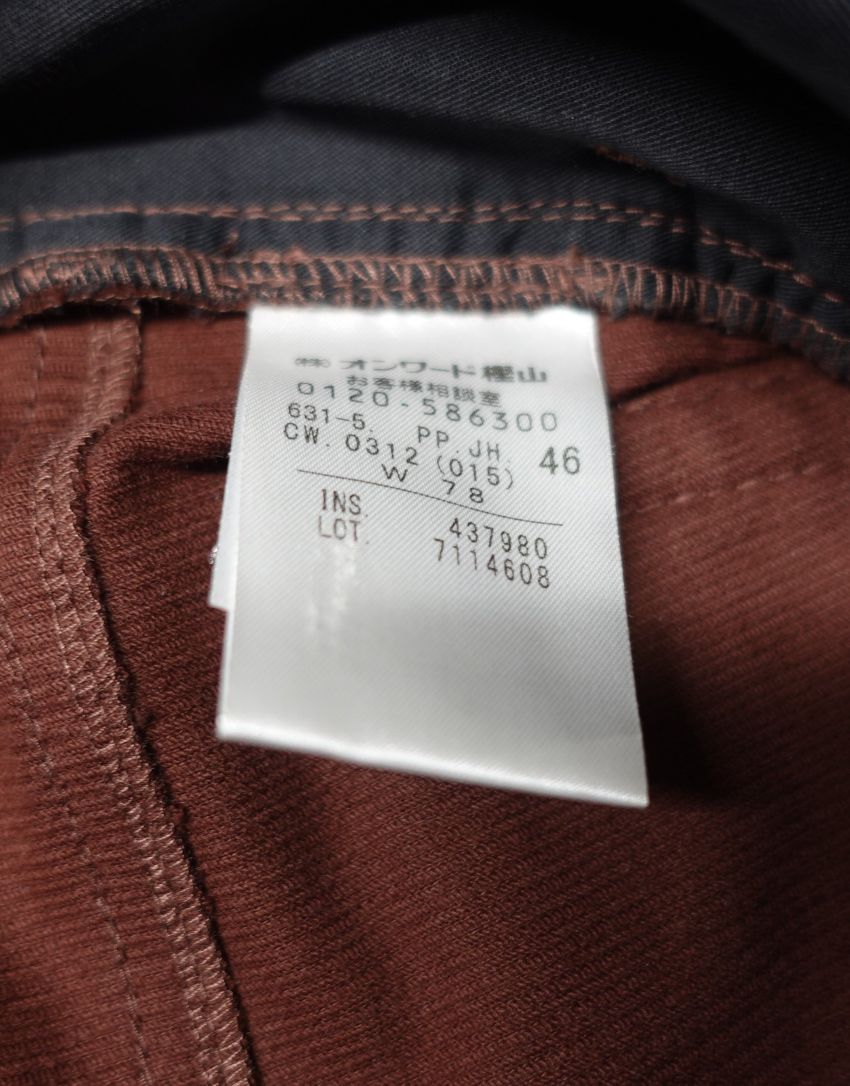 ㈱ オンワード樫山
お客様相談室
0120-586300
631-5. PP.JH. 46
CW. 0312 (015)
W 78
INS. 437980
LOT. 7114608